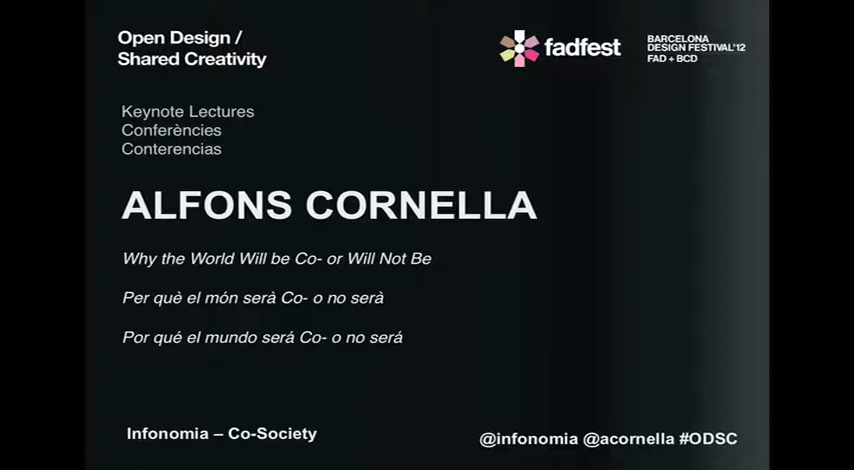 Open Design /
Shared Creativity
fadfest
BARCELONA
DESIGN FESTIVAL'12
FAD + BCD
Keynote Lectures
Conferències
Conterencias
ALFONS CORNELLA
Why the World Will be Co- or Will Not Be
Per què el món serà Co- o no serà
Por qué el mundo será Co- o no será
Infonomia – Co-Society
@infonomia @acornella #ODSC